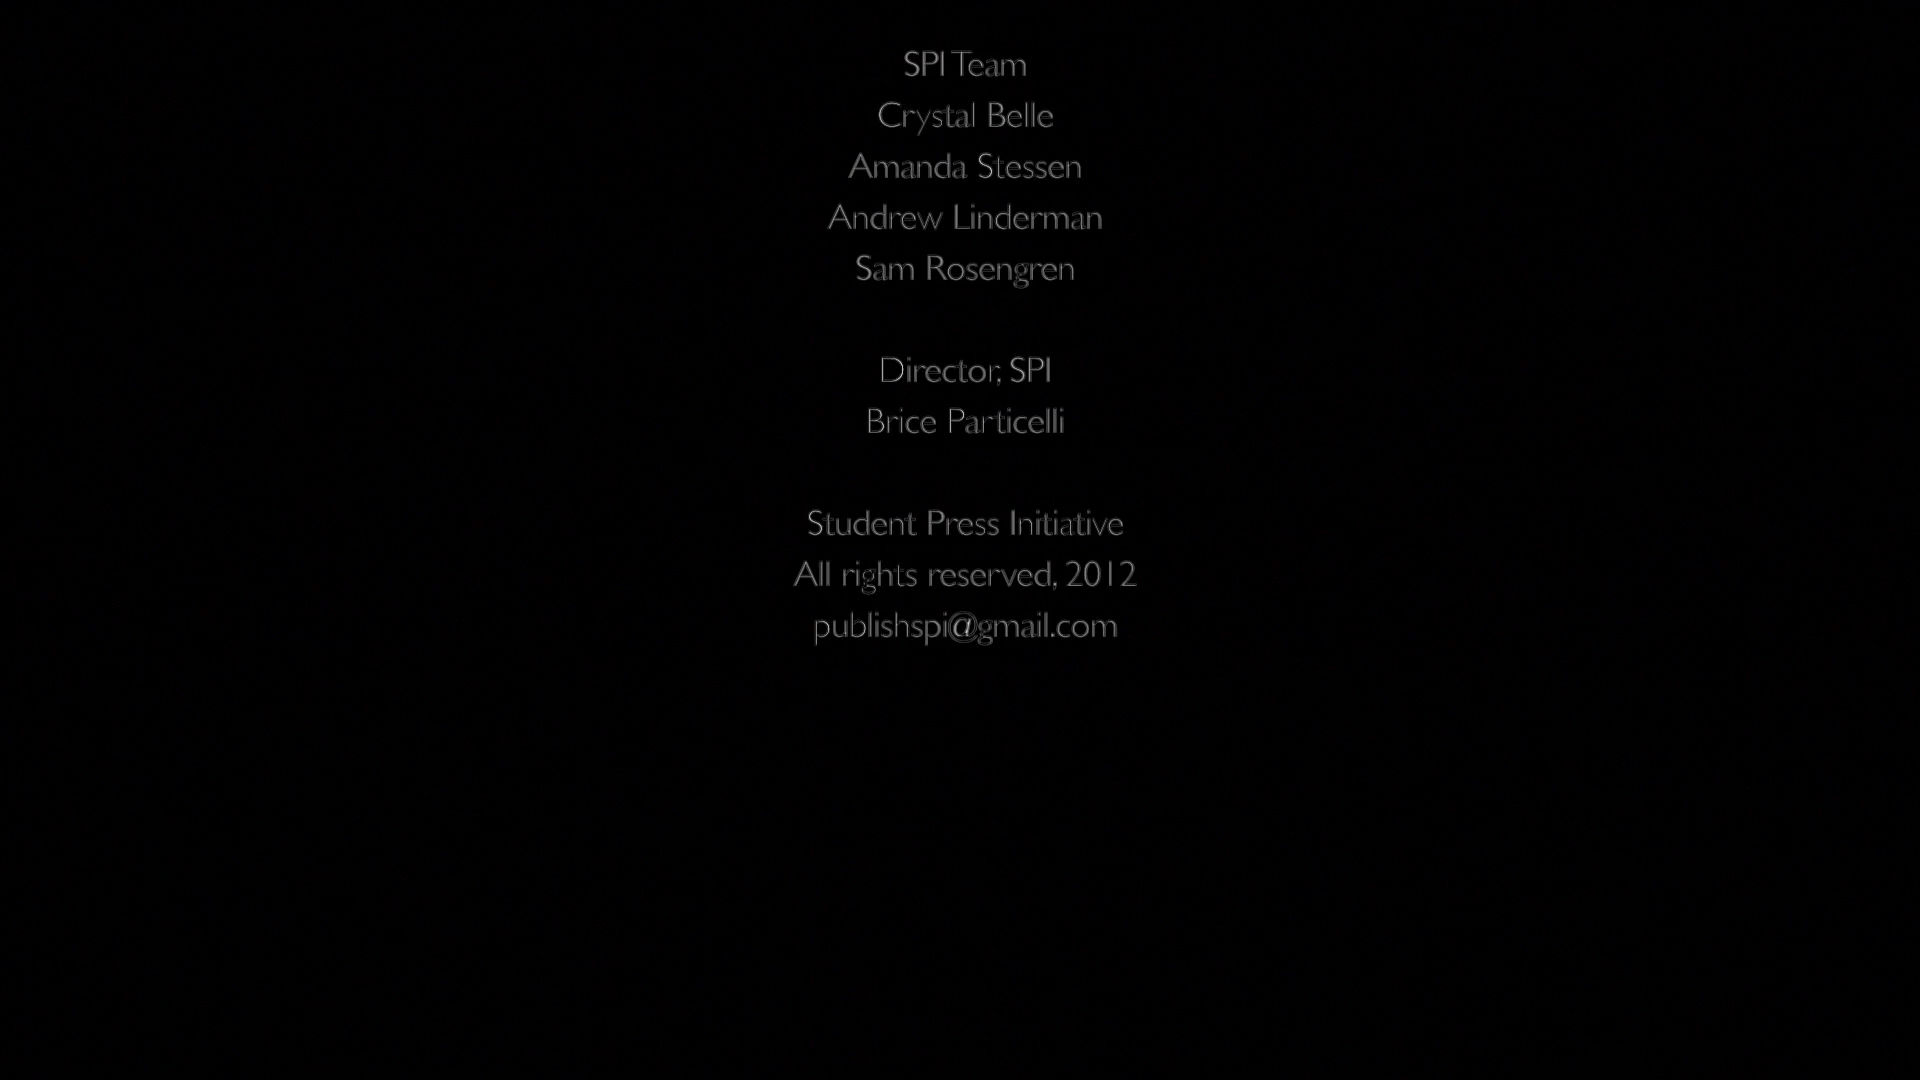 SPI Team
Crystal Belle
Amanda Stessen
Andrew Linderman
Sam Rosengren
Director, SPI
Brice Particelli
Student Press Initiative
All rights reserved, 2012
publishspi@gmail.com